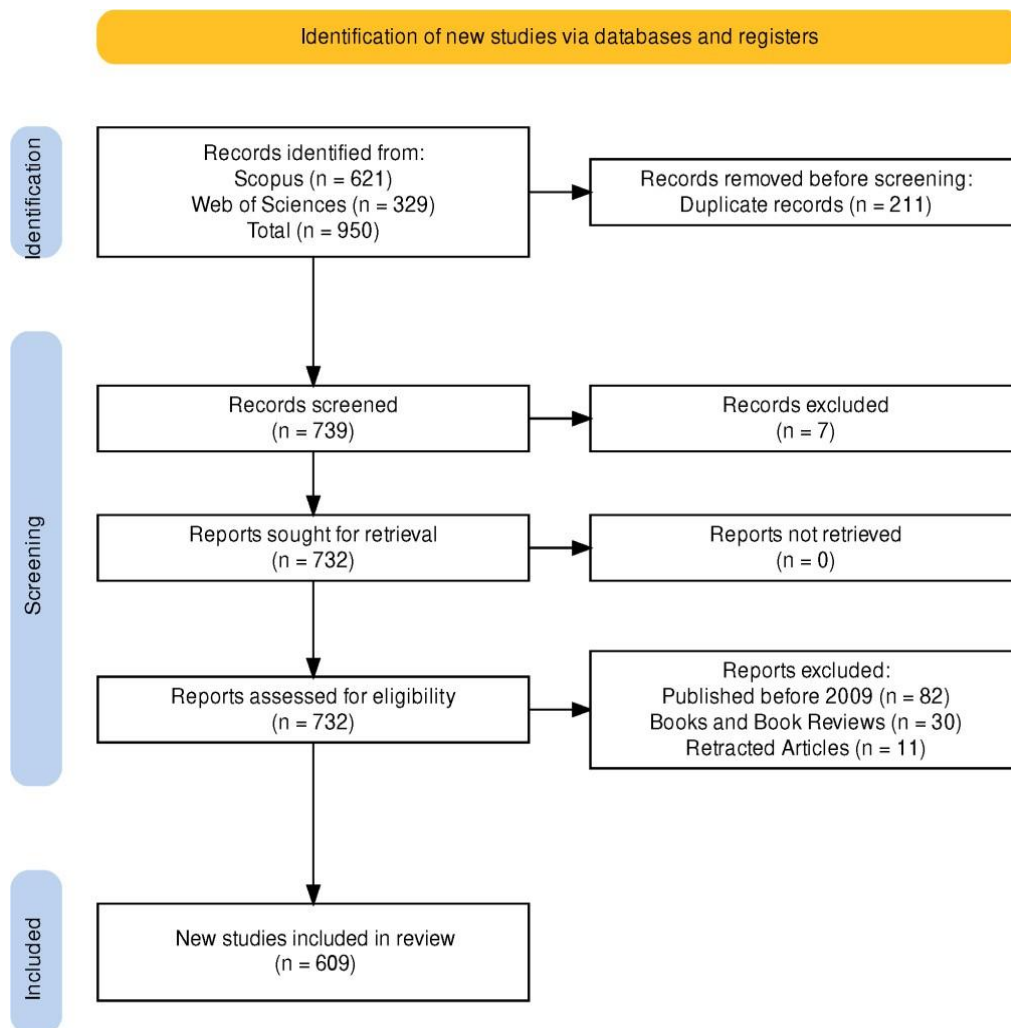 Identification of new studies via databases and registers
Identification
Records identified from:
Scopus (n = 621)
Web of Sciences (n = 329)
Total (n = 950)
Records removed before screening:
Duplicate records (n = 211)
Screening
Records screened
(n = 739)
Records excluded
(n = 7)
Reports sought for retrieval
(n = 732)
Reports not retrieved
(n = 0)
Reports assessed for eligibility
(n = 732)
Reports excluded:
Published before 2009 (n = 82)
Books and Book Reviews (n = 30)
Retracted Articles (n = 11)
Included
New studies included in review
(n = 609)